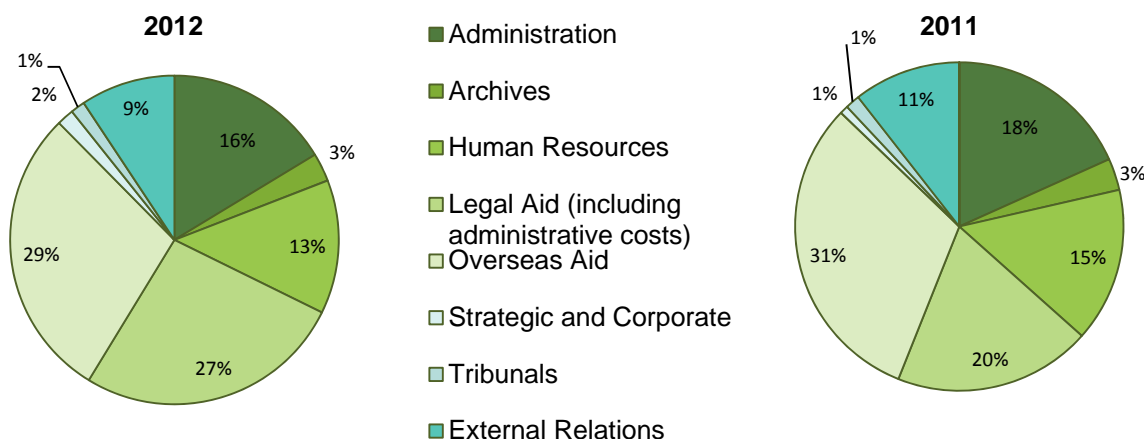 2012
1%
2%
9%
16%
3%
13%
27%
29%
Administration
Archives
Human Resources
Legal Aid (including
administrative costs)
Overseas Aid
Strategic and Corporate
Tribunals
External Relations
2011
1%
1%
11%
18%
3%
15%
20%
31%